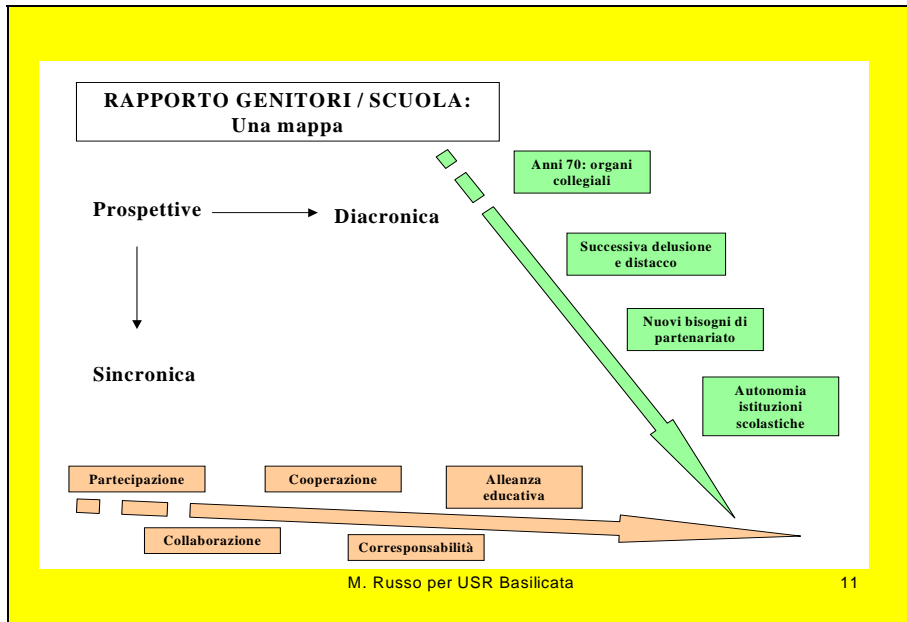 RAPPORTO GENITORI / SCUOLA:
Una mappa
Anni 70: organi
collegiali
Prospettive
Diacronica
Successiva delusione
e distacco
Nuovi bisogni di
partenariato
Sincronica
Autonomia
istituzioni
scolastiche
Partecipazione
Cooperazione
Alleanza
educativa
Collaborazione
Corresponsabilità
M. Russo per USR Basilicata
11